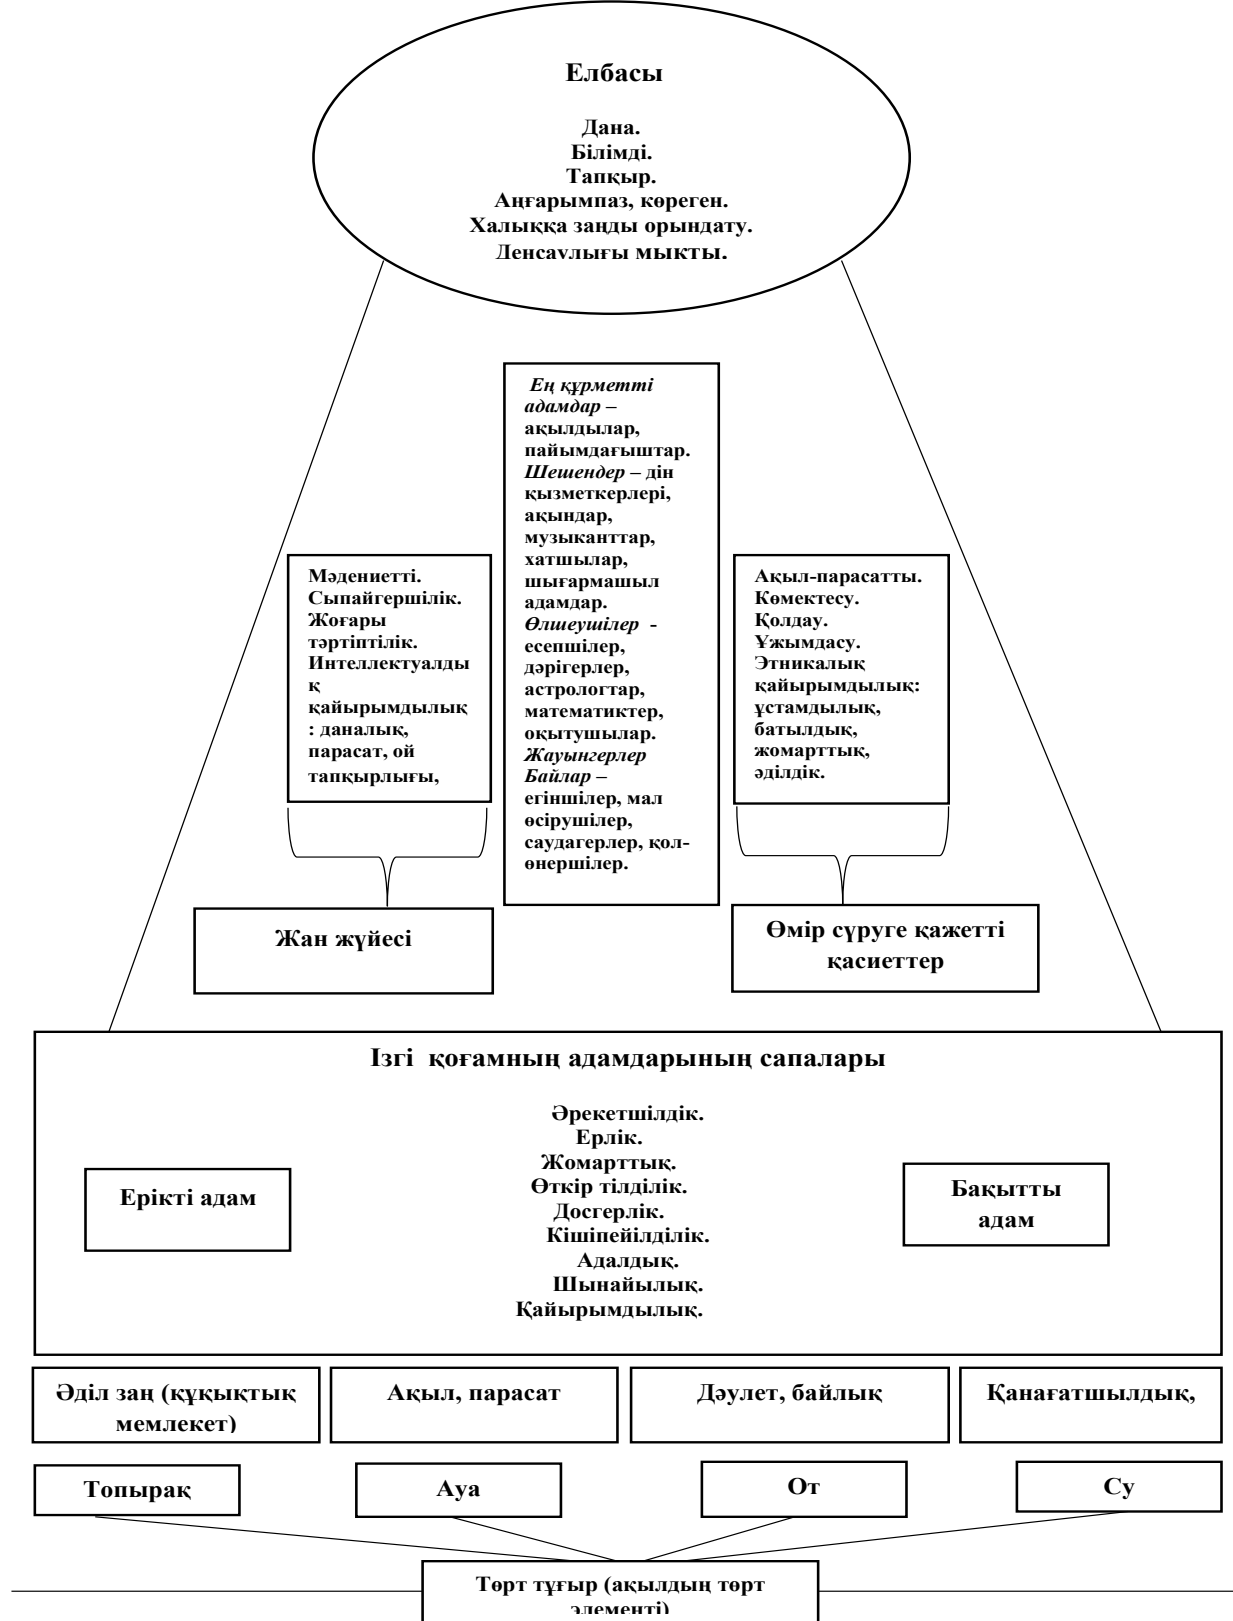 Елбасы
Дана.
Білімді.
Тапқыр.
Аңғарымпаз, көреген.
Халыққа заңды орындату.
Денсаулығы мықты.
Ең құрметті
адамдар –
ақылдылар,
пайымдағыштар.
Шешендер – дін
қызметкерлері,
ақындар,
музыканттар,
хатшылар,
шығармашыл
адамдар.
Өлшеушілер -
есепшілер,
дәрігерлер,
астрологтар,
математиктер,
оқытушылар.
Жауынгерлер
Байлар –
егіншілер, мал
өсірушілер,
саудагерлер, қол-
өнершілер.
Мәдениетті.
Сыпайгершілік.
Жоғары
тәртіптілік.
Интеллектуалды
қ
қайырымдылық
: даналық,
парасат, ой
тапқырлығы,
Ақыл-парасатты.
Көмектесу.
Қолдау.
Ұжымдасу.
Этникалық
қайырымдылық:
ұстамдылық,
батылдық,
жомарттық,
әділдік.
Жан жүйесі
Өмір сүруге қажетті
қасиеттер
Ізгі қоғамның адамдарының сапалары
Әрекетшілдік.
Ерлік.
Жомарттық.
Өткір тілділік.
Досгерлік.
Кішіпейілділік.
Адалдық.
Шынайылық.
Қайырымдылық.
Ерікті адам
Бақытты
адам
Әділ заң (құқықтық
мемлекет)
Ақыл, парасат
Дәулет, байлық
Қанағатшылдық,
Топырақ
Ауа
От
Су
Төрт тұғыр (ақылдың төрт
элементі)